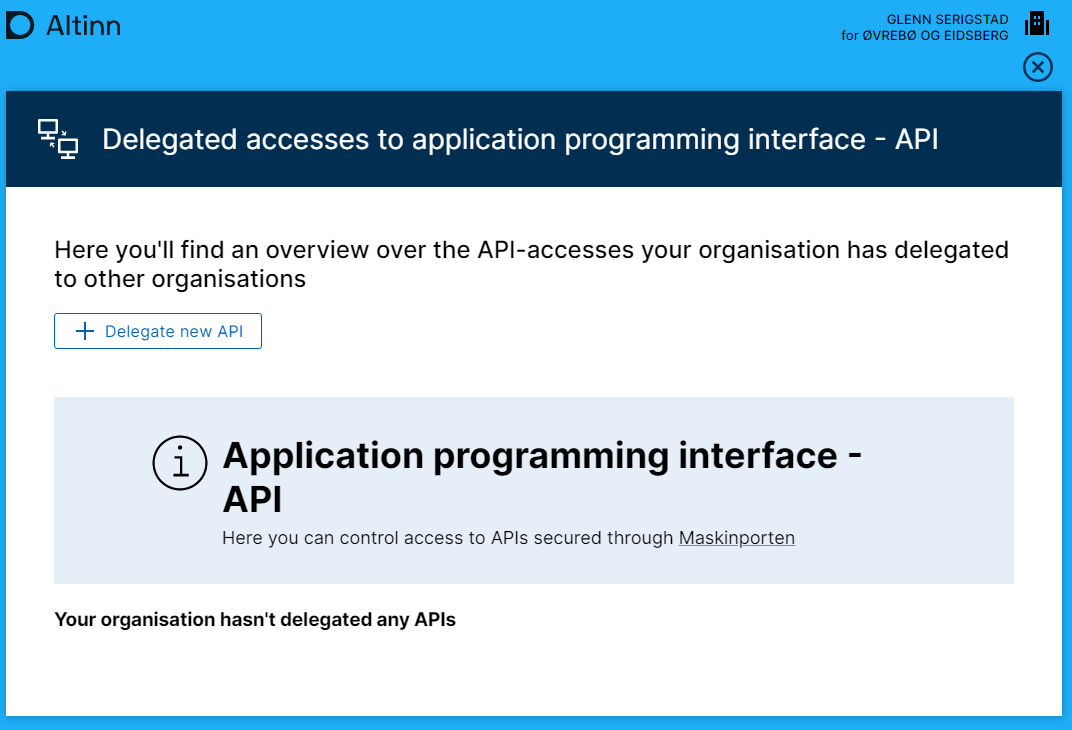 Altinn
GLENN SERIGSTAD
for ØVREBØ OG EIDSBERG
Delegated accesses to application programming interface - API
Here you'll find an overview over the API-accesses your organisation has delegated
to other organisations
Delegate new API
Application programming interface -
API
Here you can control access to APIs secured through Maskinporten
Your organisation hasn't delegated any APIs